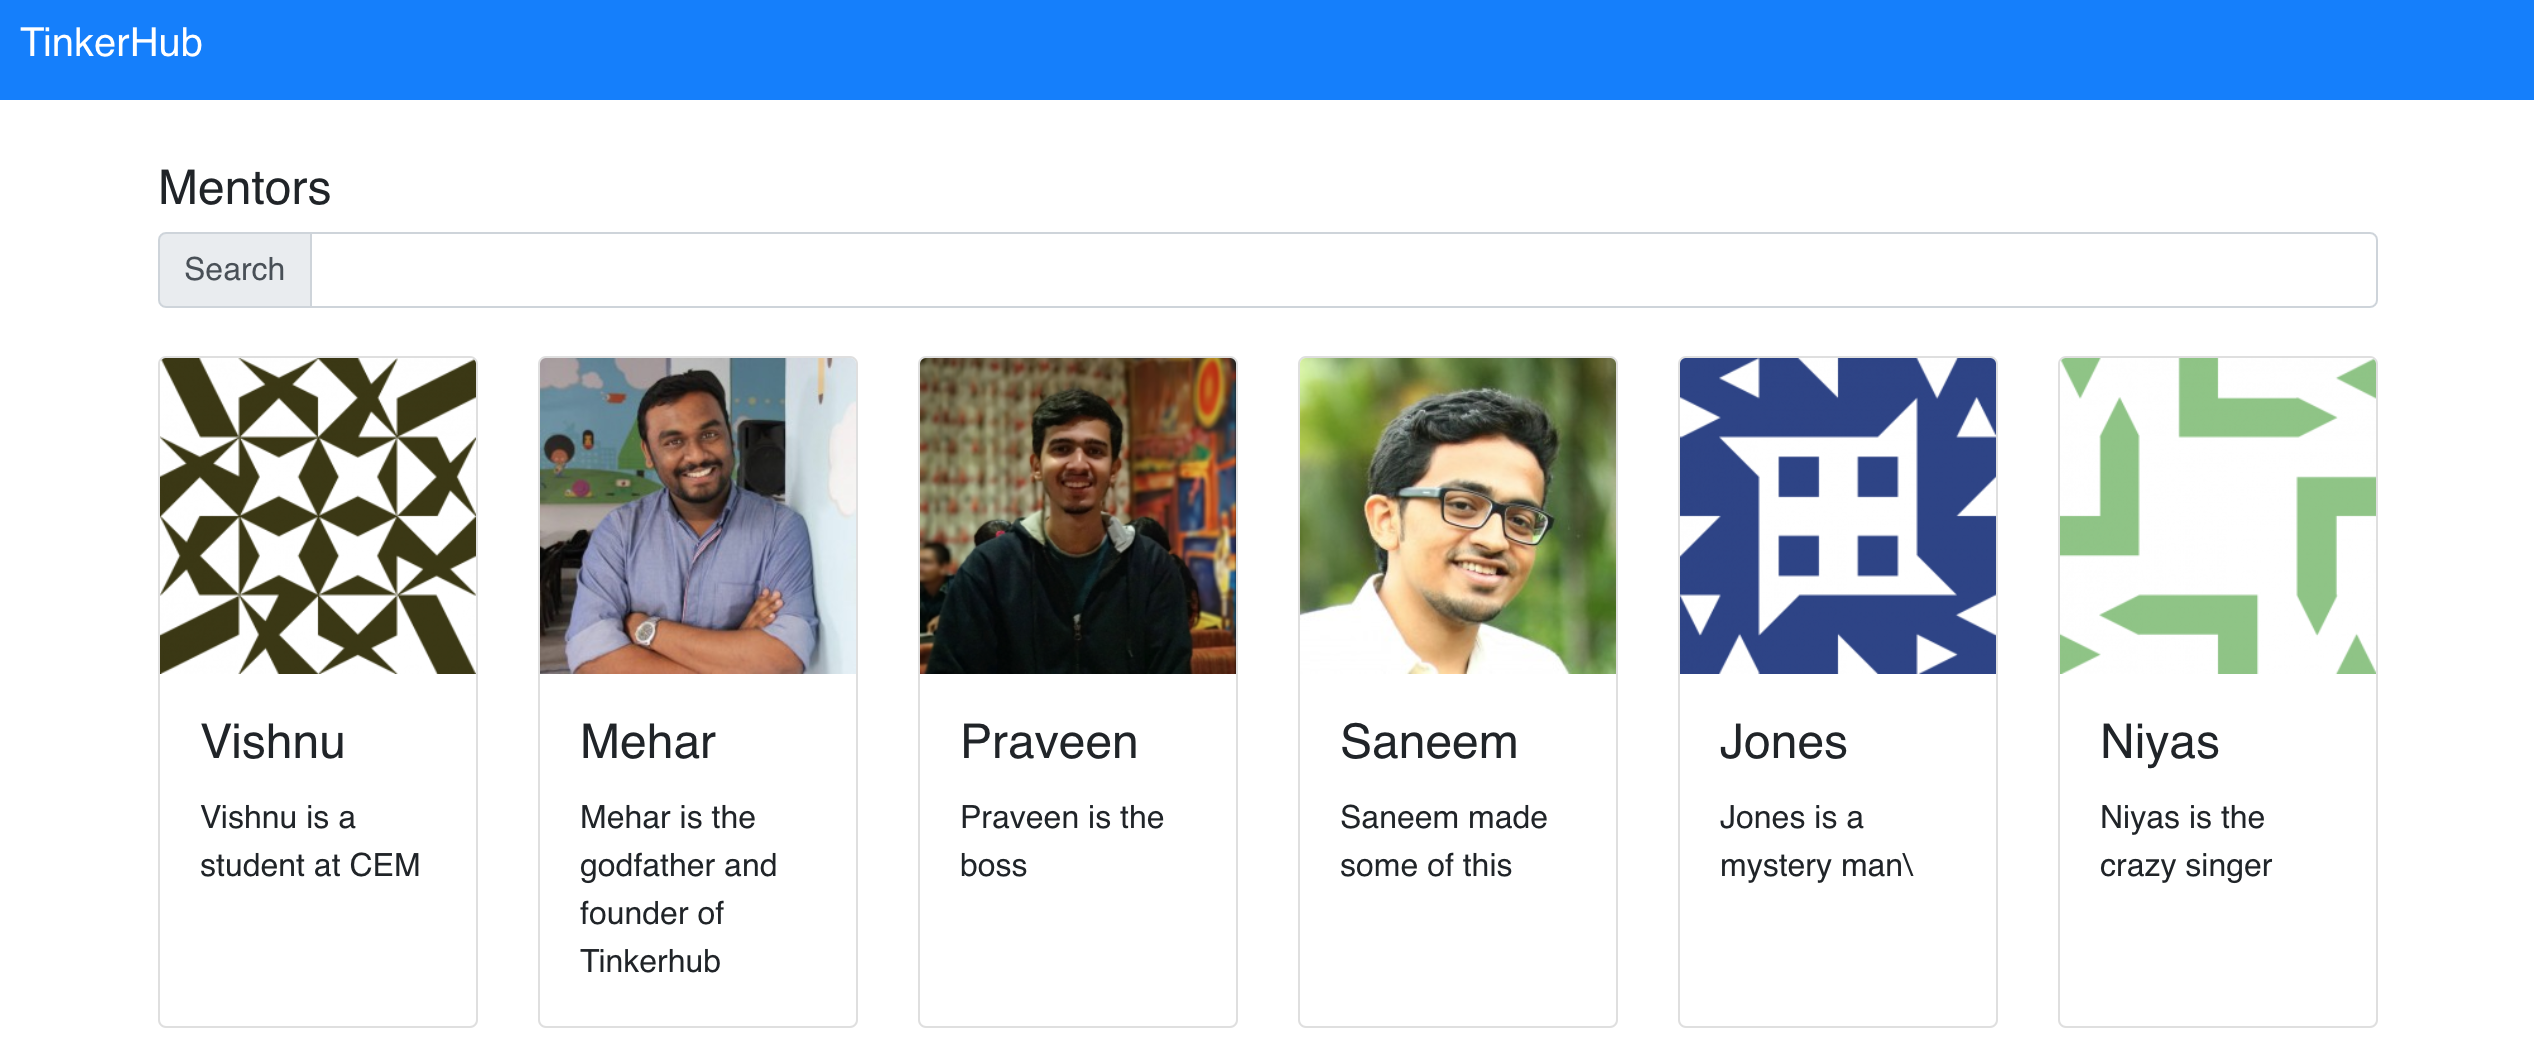 TinkerHub
Mentors
Search
Vishnu
Vishnu is a
student at CEM
Mehar
Mehar is the
godfather and
founder of
Tinkerhub
Praveen
Praveen is the
boss
Saneem
Saneem made
some of this
Jones
Jones is a
mystery man\
Niyas
Niyas is the
crazy singer